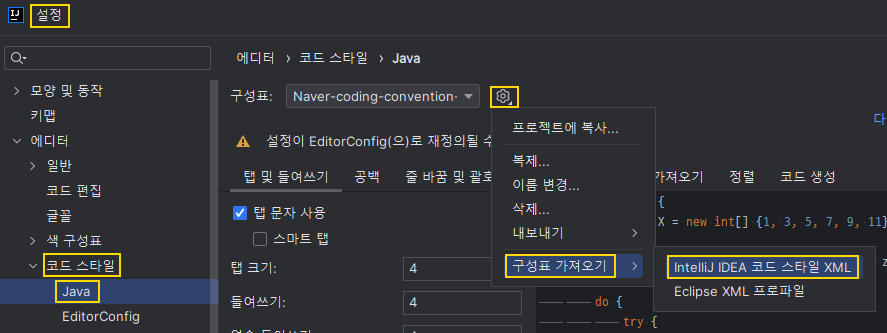 IJ 설정
에디터 › 코드 스타일 › Java
모양 및 동작
키맵
에디터
일반
코드 편집
글꼴
색 구성표
코드 스타일
Java
EditorConfig
구성표: Naver-coding-convention-
설정이 EditorConfig(으)로 재정의될 수
탭 및 들여쓰기 공백 줄 바꿈 및 괄호 가져오기 정렬 코드 생성
탭 문자 사용
스마트 탭
탭 크기: 4
들여쓰기: 4
프로젝트에 복사...
복제...
이름 변경...
삭제...
내보내기
구성표 가져오기
IntelliJ IDEA 코드 스타일 XML
Eclipse XML 프로파일
다
{
X = new int[] {1, 3, 5, 7, 9, 11}
do {
try {